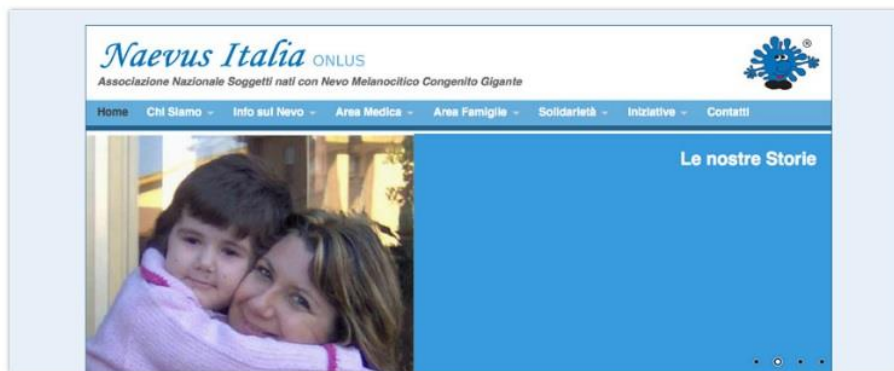 Naevus Italia ONLUS
®
Associazione Nazionale Soggetti nati con Nevo Melanocitico Congenito Gigante
Home Chi Siamo Info sul Nevo Area Medica Area Famiglie Solidarietà Iniziative Contatti
Le nostre Storie